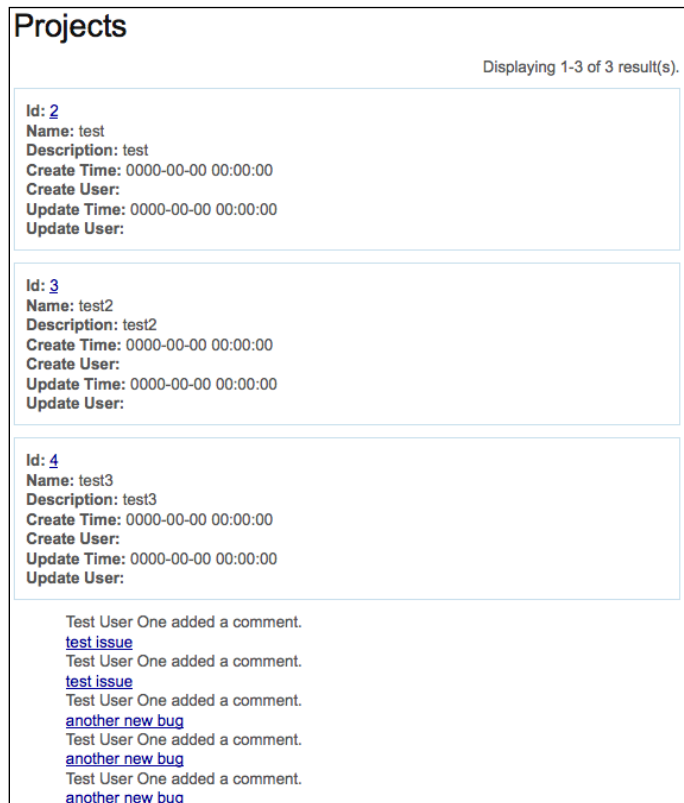 Projects
Displaying 1-3 of 3 result(s).
Id: 2
Name: test
Description: test
Create Time: 0000-00-00 00:00:00
Create User:
Update Time: 0000-00-00 00:00:00
Update User:
Id: 3
Name: test2
Description: test2
Create Time: 0000-00-00 00:00:00
Create User:
Update Time: 0000-00-00 00:00:00
Update User:
Id: 4
Name: test3
Description: test3
Create Time: 0000-00-00 00:00:00
Create User:
Update Time: 0000-00-00 00:00:00
Update User:
Test User One added a comment.
test issue
Test User One added a comment.
test issue
Test User One added a comment.
another new bug
Test User One added a comment.
another new bug
Test User One added a comment.
another new bug